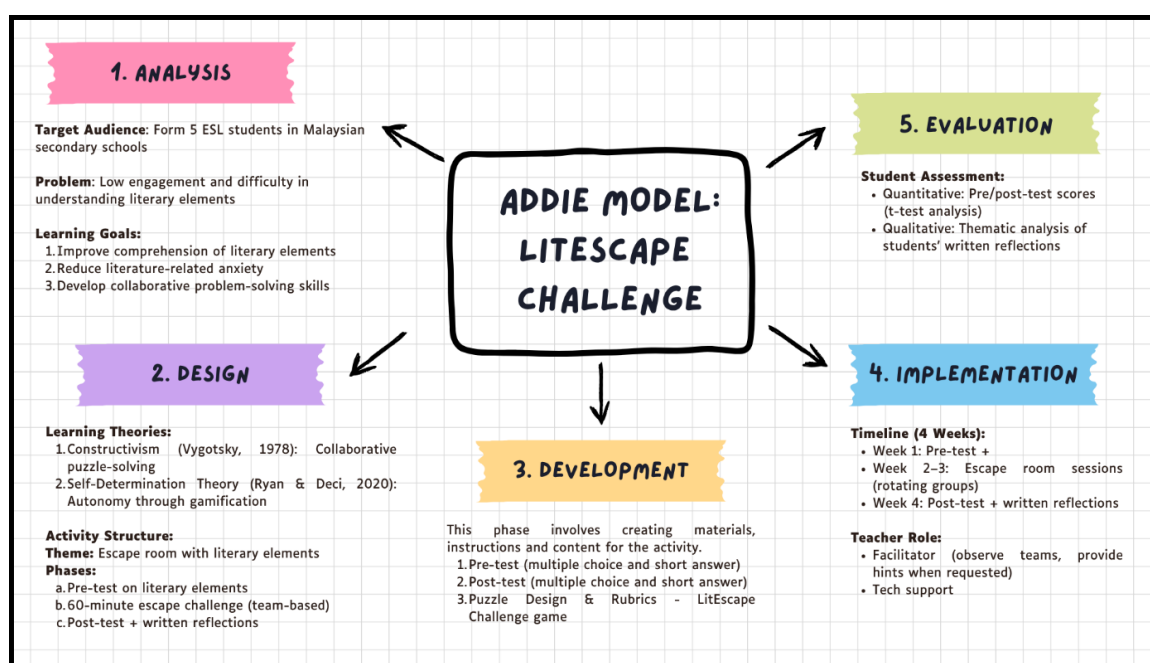 1. ANALYSIS
Target Audience: Form 5 ESL students in Malaysian
secondary schools
Problem: Low engagement and difficulty in
understanding literary elements
Learning Goals:
1. Improve comprehension of literary elements
2. Reduce literature-related anxiety
3. Develop collaborative problem-solving skills
ADDIE MODEL:
LITESCAPE
CHALLENGE
2. DESIGN
Learning Theories:
1. Constructivism (Vygotsky, 1978): Collaborative
puzzle-solving
2. Self-Determination Theory (Ryan & Deci, 2020):
Autonomy through gamification
Activity Structure:
Theme: Escape room with literary elements
Phases:
a. Pre-test on literary elements
b. 60-minute escape challenge (team-based)
c. Post-test + written reflections
3. DEVELOPMENT
This phase involves creating materials,
instructions and content for the activity.
1. Pre-test (multiple choice and short answer)
2. Post-test (multiple choice and short answer)
3. Puzzle Design & Rubrics - LitEscape
Challenge game
4. IMPLEMENTATION
Timeline (4 Weeks):
• Week 1: Pre-test +
• Week 2–3: Escape room sessions
(rotating groups)
• Week 4: Post-test + written reflections
Teacher Role:
• Facilitator (observe teams, provide
hints when requested)
• Tech support
5. EVALUATION
Student Assessment:
• Quantitative: Pre/post-test scores
(t-test analysis)
• Qualitative: Thematic analysis of
students' written reflections